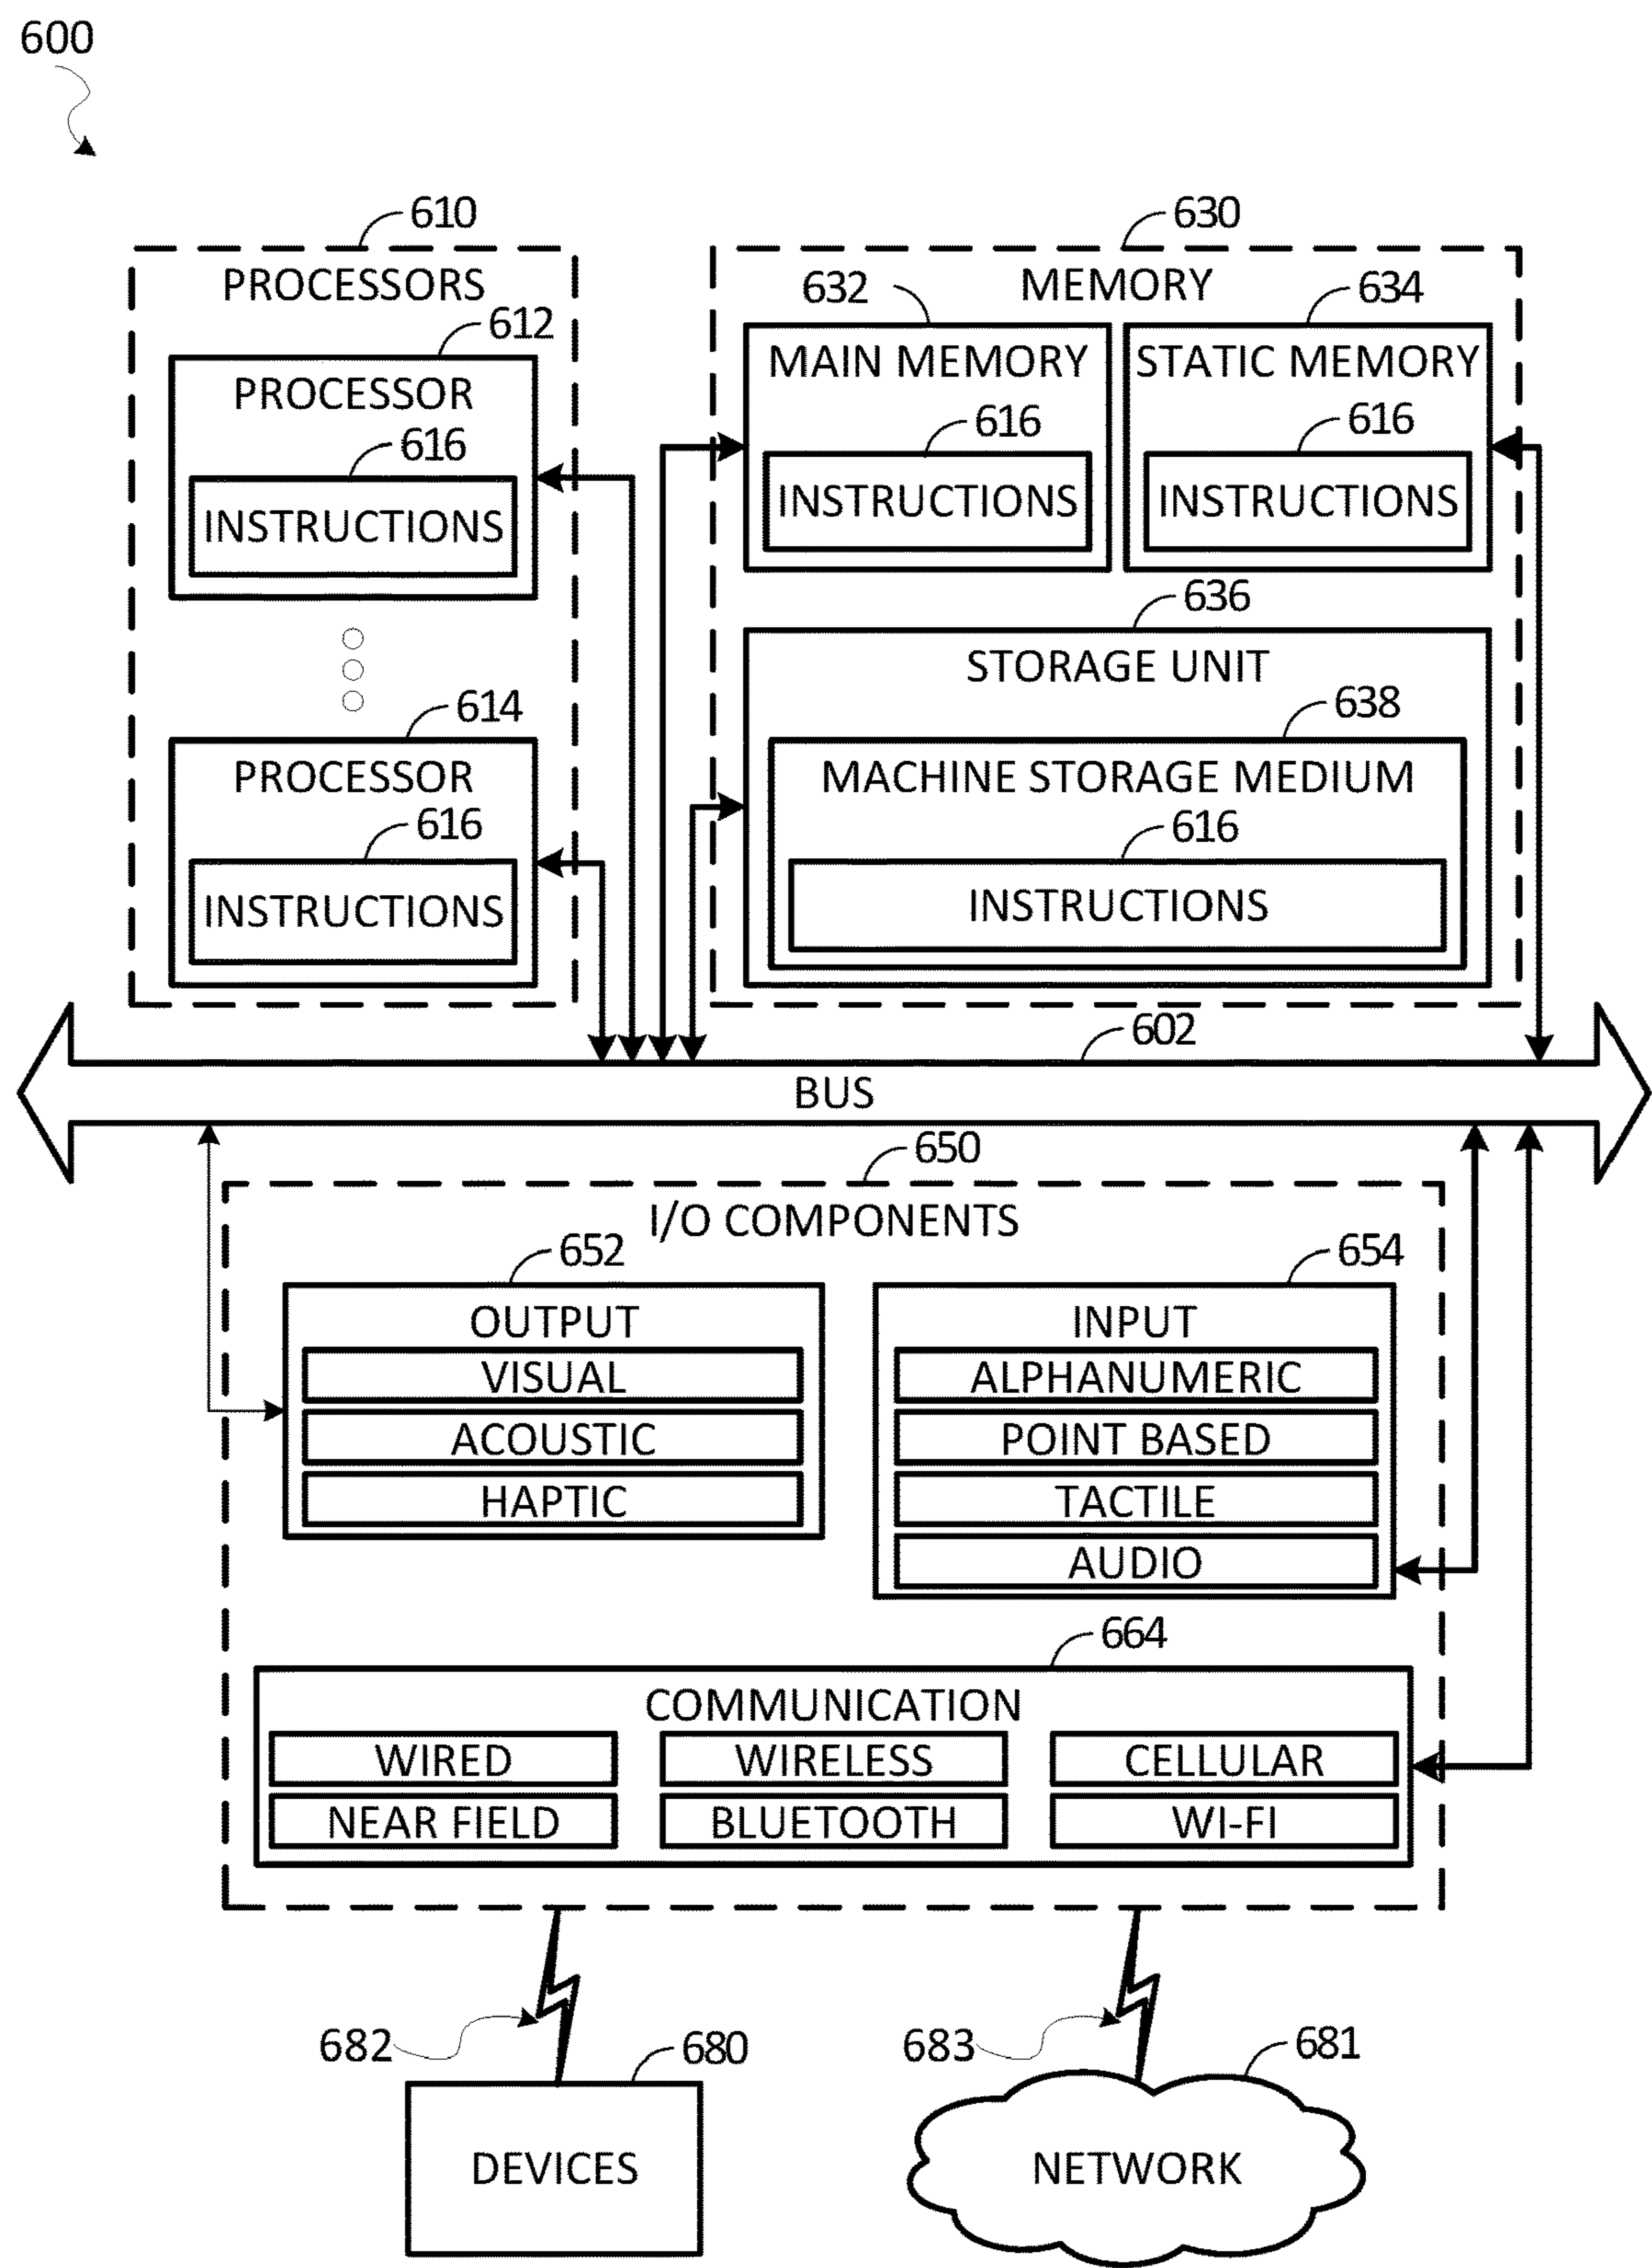 600
610
PROCESSORS
612
PROCESSOR
616
INSTRUCTIONS
614
PROCESSOR
616
INSTRUCTIONS
630
MEMORY
632
MAIN MEMORY
616
INSTRUCTIONS
634
STATIC MEMORY
616
INSTRUCTIONS
636
STORAGE UNIT
638
MACHINE STORAGE MEDIUM
616
INSTRUCTIONS
602
BUS
650
I/O COMPONENTS
652
OUTPUT
VISUAL
ACOUSTIC
HAPTIC
654
INPUT
ALPHANUMERIC
POINT BASED
TACTILE
AUDIO
664
COMMUNICATION
WIRED
WIRELESS
CELLULAR
NEAR FIELD
BLUETOOTH
WI-FI
682
680
DEVICES
683
681
NETWORK